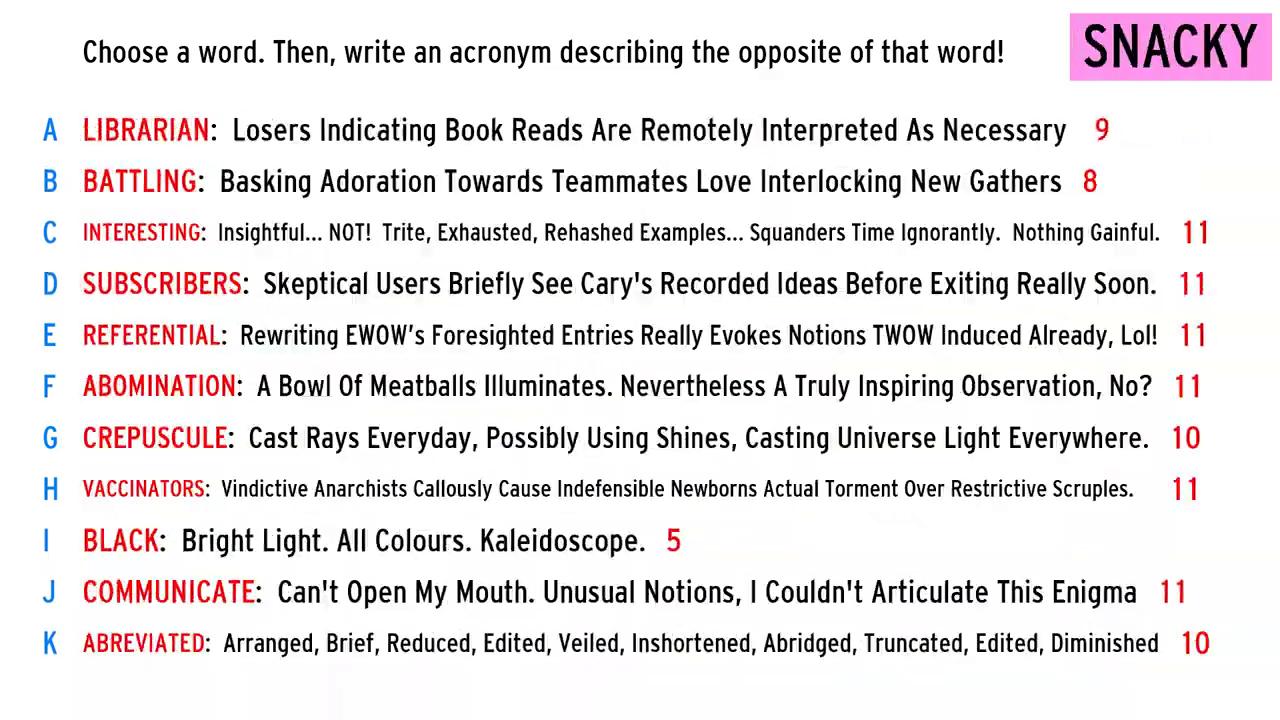 Choose a word. Then, write an acronym describing the opposite of that word!
SNACKY
A LIBRARIAN: Losers Indicating Book Reads Are Remotely Interpreted As Necessary 9
B BATTLING: Basking Adoration Towards Teammates Love Interlocking New Gathers 8
C INTERESTING: Insightful... NOT! Trite, Exhausted, Rehashed Examples... Squanders Time Ignorantly. Nothing Gainful. 11
D SUBSCRIBERS: Skeptical Users Briefly See Cary's Recorded Ideas Before Exiting Really Soon. 11
E REFERENTIAL: Rewriting EWOW’s Foresighted Entries Really Evokes Notions TWOW Induced Already, Lol! 11
F ABOMINATION: A Bowl Of Meatballs Illuminates. Nevertheless A Truly Inspiring Observation, No? 11
G CREPUSCULE: Cast Rays Everyday, Possibly Using Shines, Casting Universe Light Everywhere. 10
H VACCINATORS: Vindictive Anarchists Callously Cause Indefensible Newborns Actual Torment Over Restrictive Scruples. 11
I BLACK: Bright Light. All Colours. Kaleidoscope. 5
J COMMUNICATE: Can't Open My Mouth. Unusual Notions, I Couldn't Articulate This Enigma 11
K ABREVIATED: Arranged, Brief, Reduced, Edited, Veiled, Inshortened, Abridged, Truncated, Edited, Diminished 10